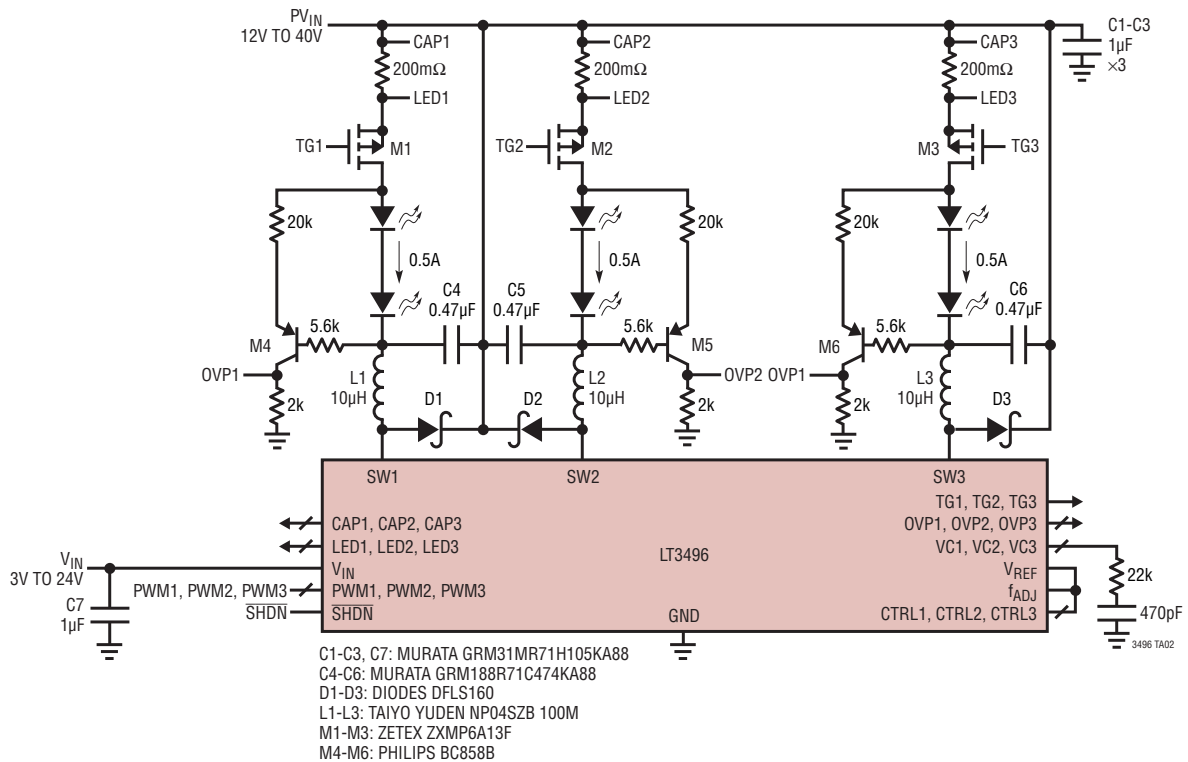 PVIN
12V TO 40V
CAP1
CAP2
CAP3
C1-C3
1µF
×3
200mΩ
200mΩ
200mΩ
LED1
LED2
LED3
TG1
M1
TG2
M2
M3
TG3
20k
20k
20k
0.5A
0.5A
0.5A
C4
0.47µF
C5
0.47µF
C6
0.47µF
M4
5.6k
5.6k
M5
M6
5.6k
OVP1
OVP2
OVP1
L1
10µH
L2
10µH
L3
10µH
2k
D1
D2
2k
2k
D3
SW1
SW2
SW3
TG1, TG2, TG3
CAP1, CAP2, CAP3
OVP1, OVP2, OVP3
LED1, LED2, LED3
LT3496
VC1, VC2, VC3
VIN
3V TO 24V
VIN
VREF
22k
PWM1, PWM2, PWM3
PWM1, PWM2, PWM3
fADJ
C7
1µF
SHDN
SHDN
GND
CTRL1, CTRL2, CTRL3
470pF
3496 TA02
C1-C3, C7: MURATA GRM31MR71H105KA88
C4-C6: MURATA GRM188R71C474KA88
D1-D3: DIODES DFLS160
L1-L3: TAIYO YUDEN NP04SZB 100M
M1-M3: ZETEX ZXMP6A13F
M4-M6: PHILIPS BC858B